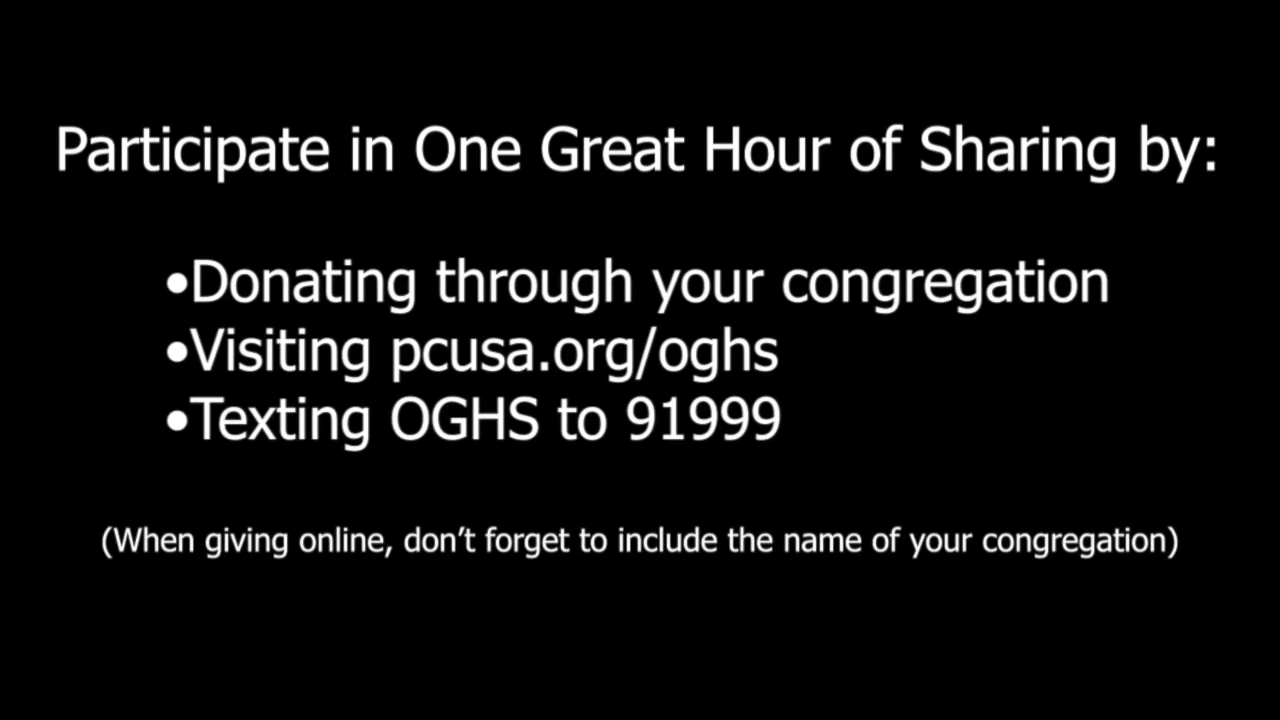 Participate in One Great Hour of Sharing by:
•Donating through your congregation
•Visiting pcusa.org/oghs
•Texting OGHS to 91999
(When giving online, don’t forget to include the name of your congregation)